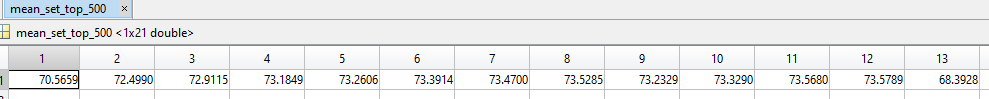 mean_set_top_500 ×
mean_set_top_500 <1x21 double>
1 2 3 4 5 6 7 8 9 10 11 12 13
1 70.5659 72.4990 72.9115 73.1849 73.2606 73.3914 73.4700 73.5285 73.2329 73.3290 73.5680 73.5789 68.3928